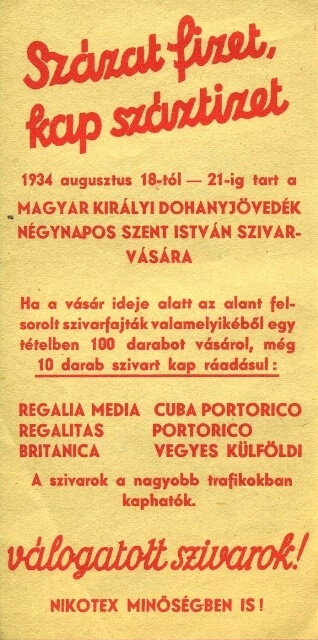 Százat fizet,
kap száztizet
1934 augusztus 18-tól — 21-ig tart a
MAGYAR KIRÁLYI DOHANYJÖVEDÉK
NÉGYNAPOS SZENT ISTVÁN SZIVAR-
VÁSÁRA
Ha a vásár ideje alatt az alant fel-
sorolt szivarfajták valamelyikéből egy
tételben 100 darabot vásárol, még
10 darab szivart kap ráadásul :
REGALIA MEDIA CUBA PORTORICO
REGALITAS PORTORICO
BRITANICA VEGYES KÜLFÖLDI
A szivarok a nagyobb trafikokban
kaphatók.
válogatott szivarok!
NIKOTEX MINŐSÉGBEN IS !